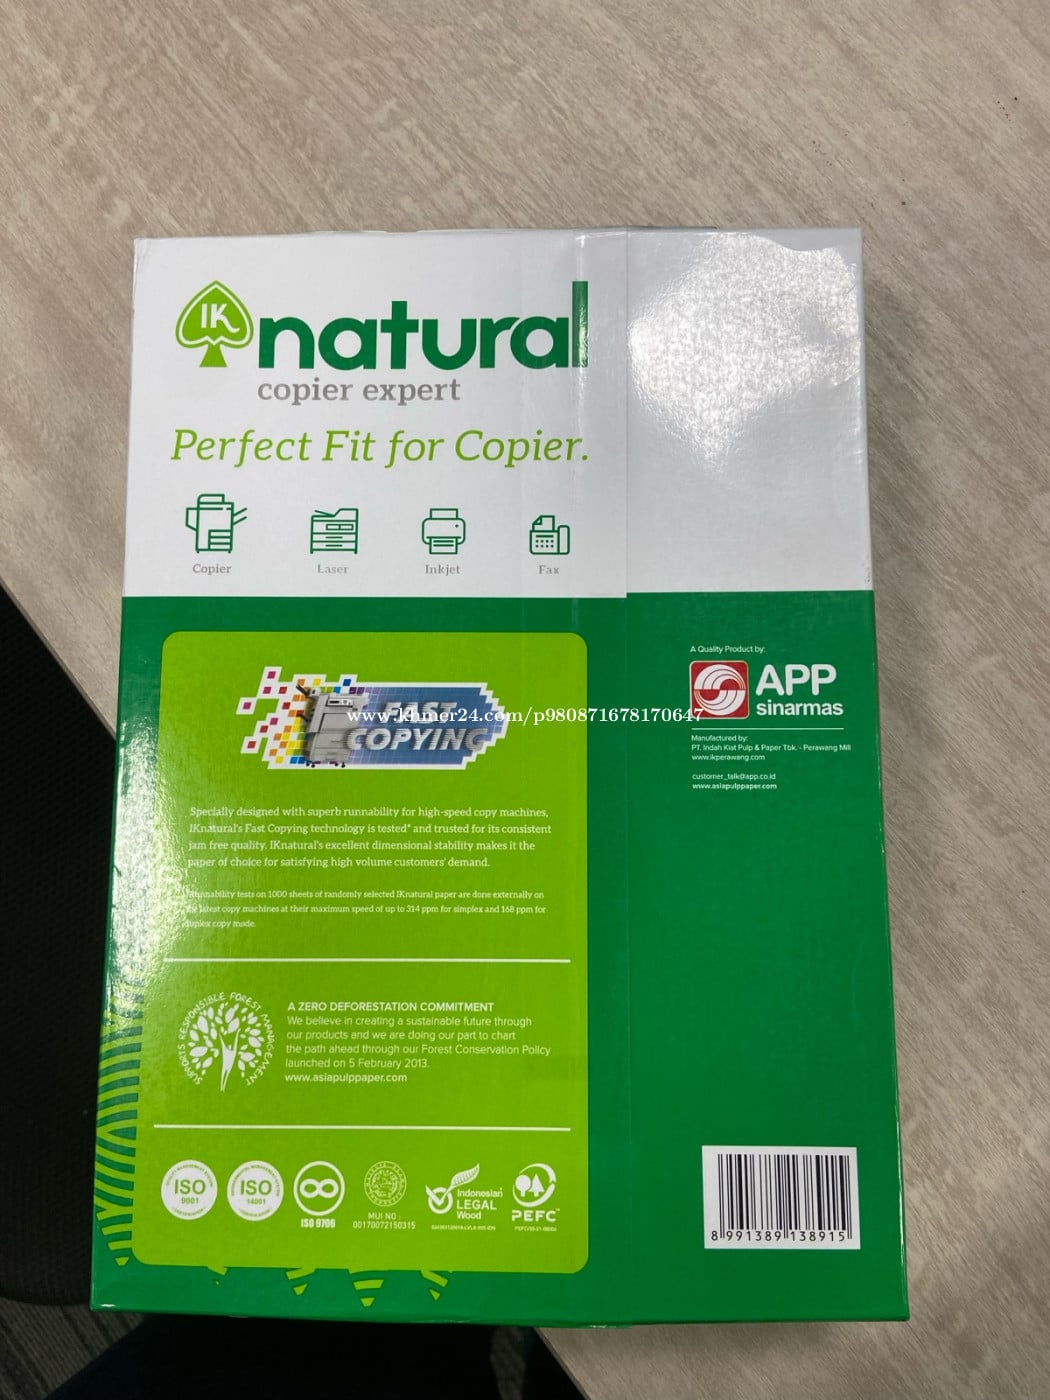 IK
natural
copier expert
Perfect Fit for Copier.
Copier Laser Inkjet Fax
www.khmer24.com/p980871678170647
FAST
COPYING
Specially designed with superb runnability for high-speed copy machines,
IKnatural's Fast Copying technology is tested* and trusted for its consistent
jam free quality. IKnatural's excellent dimensional stability makes it the
paper of choice for satisfying high volume customers' demand.
tests on 1000 sheets of randomly selected IKnatural paper are done externally on
latest copy machines at their maximum speed of up to 314 ppm for simplex and 168 ppm for
duplex copy mode.
SUPPORTS RESPONSIBLE FOREST MANAGEMENT
A ZERO DEFORESTATION COMMITMENT
We believe in creating a sustainable future through
our products and we are doing our part to chart
the path ahead through our Forest Conservation Policy
launched on 5 February 2013.
www.asiapulppaper.com
ISO
9001
ISO
14001
ISO 9706
MUI NO :
00170072150315
Indonesian
LEGAL
Wood
PEFC™
A Quality Product by:
APP
sinarmas
Manufactured by:
PT. Indah Kiat Pulp & Paper Tbk. - Perawang Mill
www.ikperawang.com
customer_talk@app.co.id
www.asiapulppaper.com
8 991389 138915